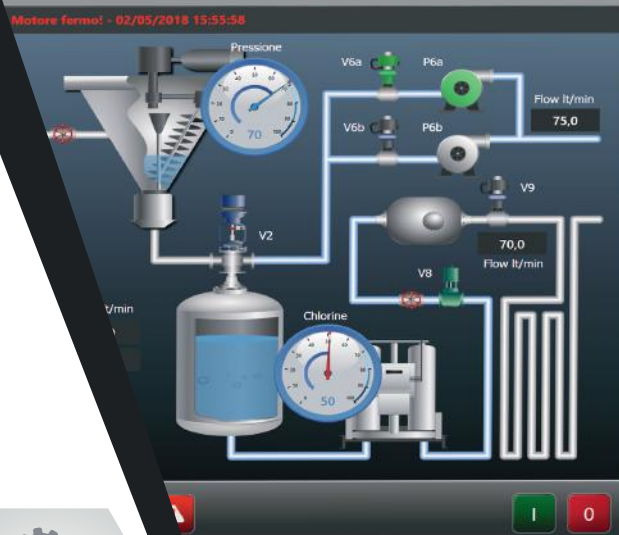 Motore fermo! - 02/05/2018 15:55:58
Pressione
70
V6a
P6a
Flow lt/min
75,0
V6b
P6b
V9
70,0
Flow lt/min
V2
V8
t/min
Chlorine
50
I
0